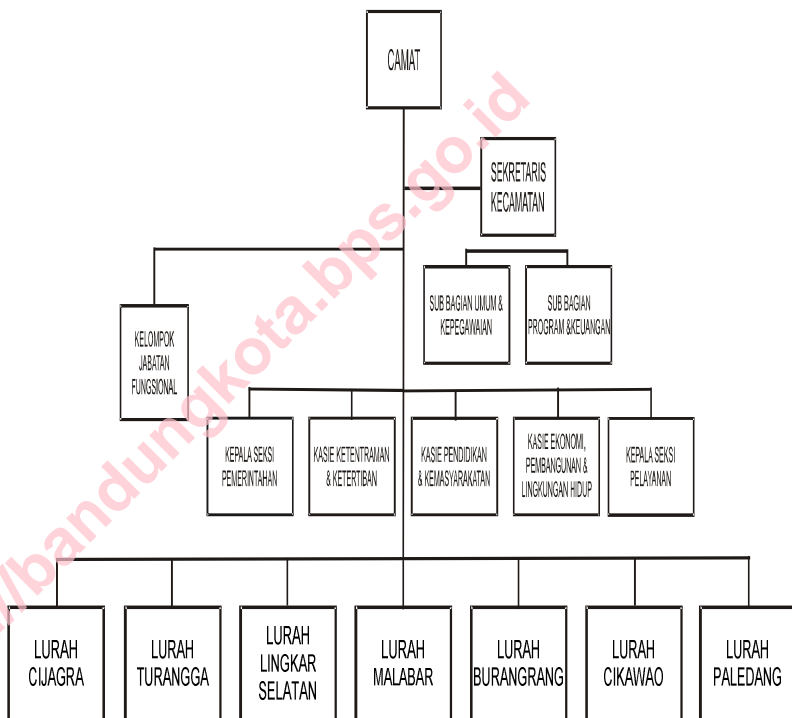 CAMAT
SEKRETARIS
KECAMATAN
SUB BAGIAN UMUM &
KEPEGAWAIAN
SUB BAGIAN
PROGRAM &KEUANGAN
KELOMPOK
JABATAN
FUNGSIONAL
KEPALA SEKSI
PEMERINTAHAN
KASIE KETENTRAMAN
& KETERTIBAN
KASIE PENDIDIKAN
& KEMASYARAKATAN
KASIE EKONOMI,
PEMBANGUNAN &
LINGKUNGAN HIDUP
KEPALA SEKSI
PELAYANAN
LURAH
CIJAGRA
LURAH
TURANGGA
LURAH
LINGKAR
SELATAN
LURAH
MALABAR
LURAH
BURANGRANG
LURAH
CIKAWAO
LURAH
PALEDANG
//bandungkota.bps.go.id